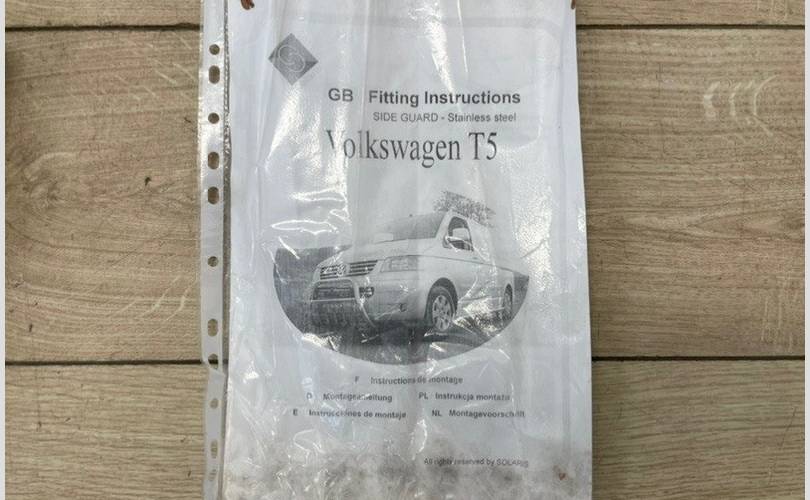 GB Fitting Instructions
SIDE GUARD - Stainless steel
Volkswagen T5
F Instructions de montage
D Montageanleitung PL Instrukcja montażu
E Instrucciones de montaje NL Montagevoorschrift
All rights reserved by SOLARIS